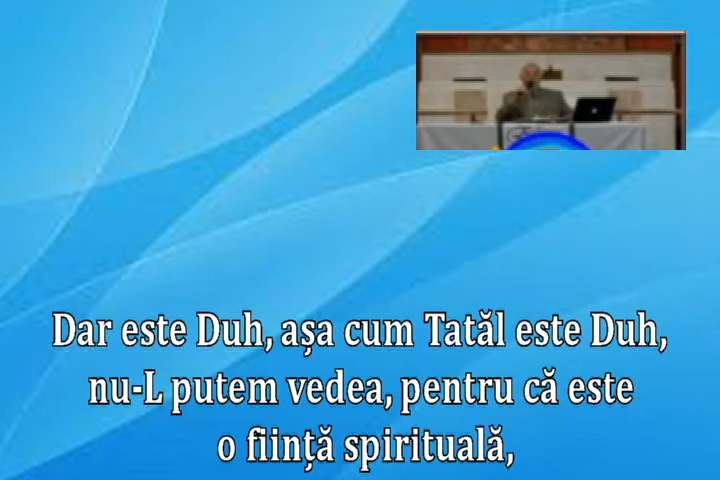 Dar este Duh, așa cum Tatăl este Duh,
nu-L putem vedea, pentru că este
o ființă spirituală,